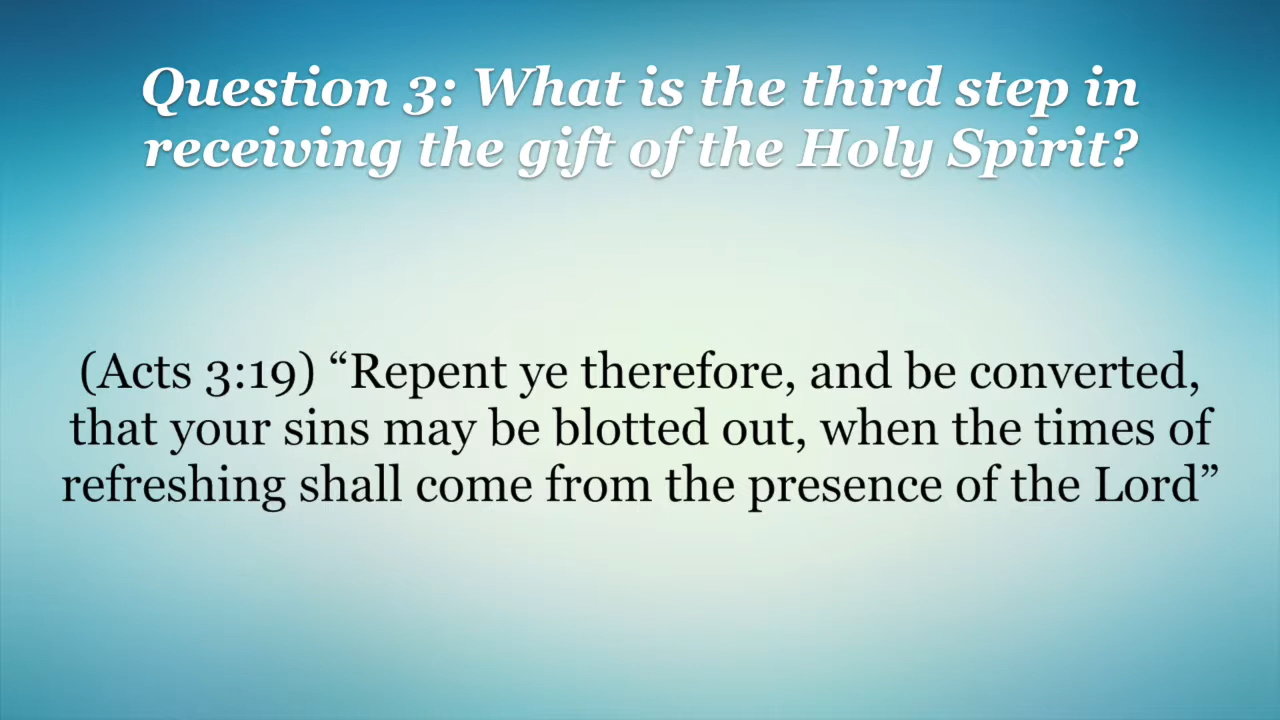 Question 3: What is the third step in
receiving the gift of the Holy Spirit?
(Acts 3:19) “Repent ye therefore, and be converted,
that your sins may be blotted out, when the times of
refreshing shall come from the presence of the Lord”